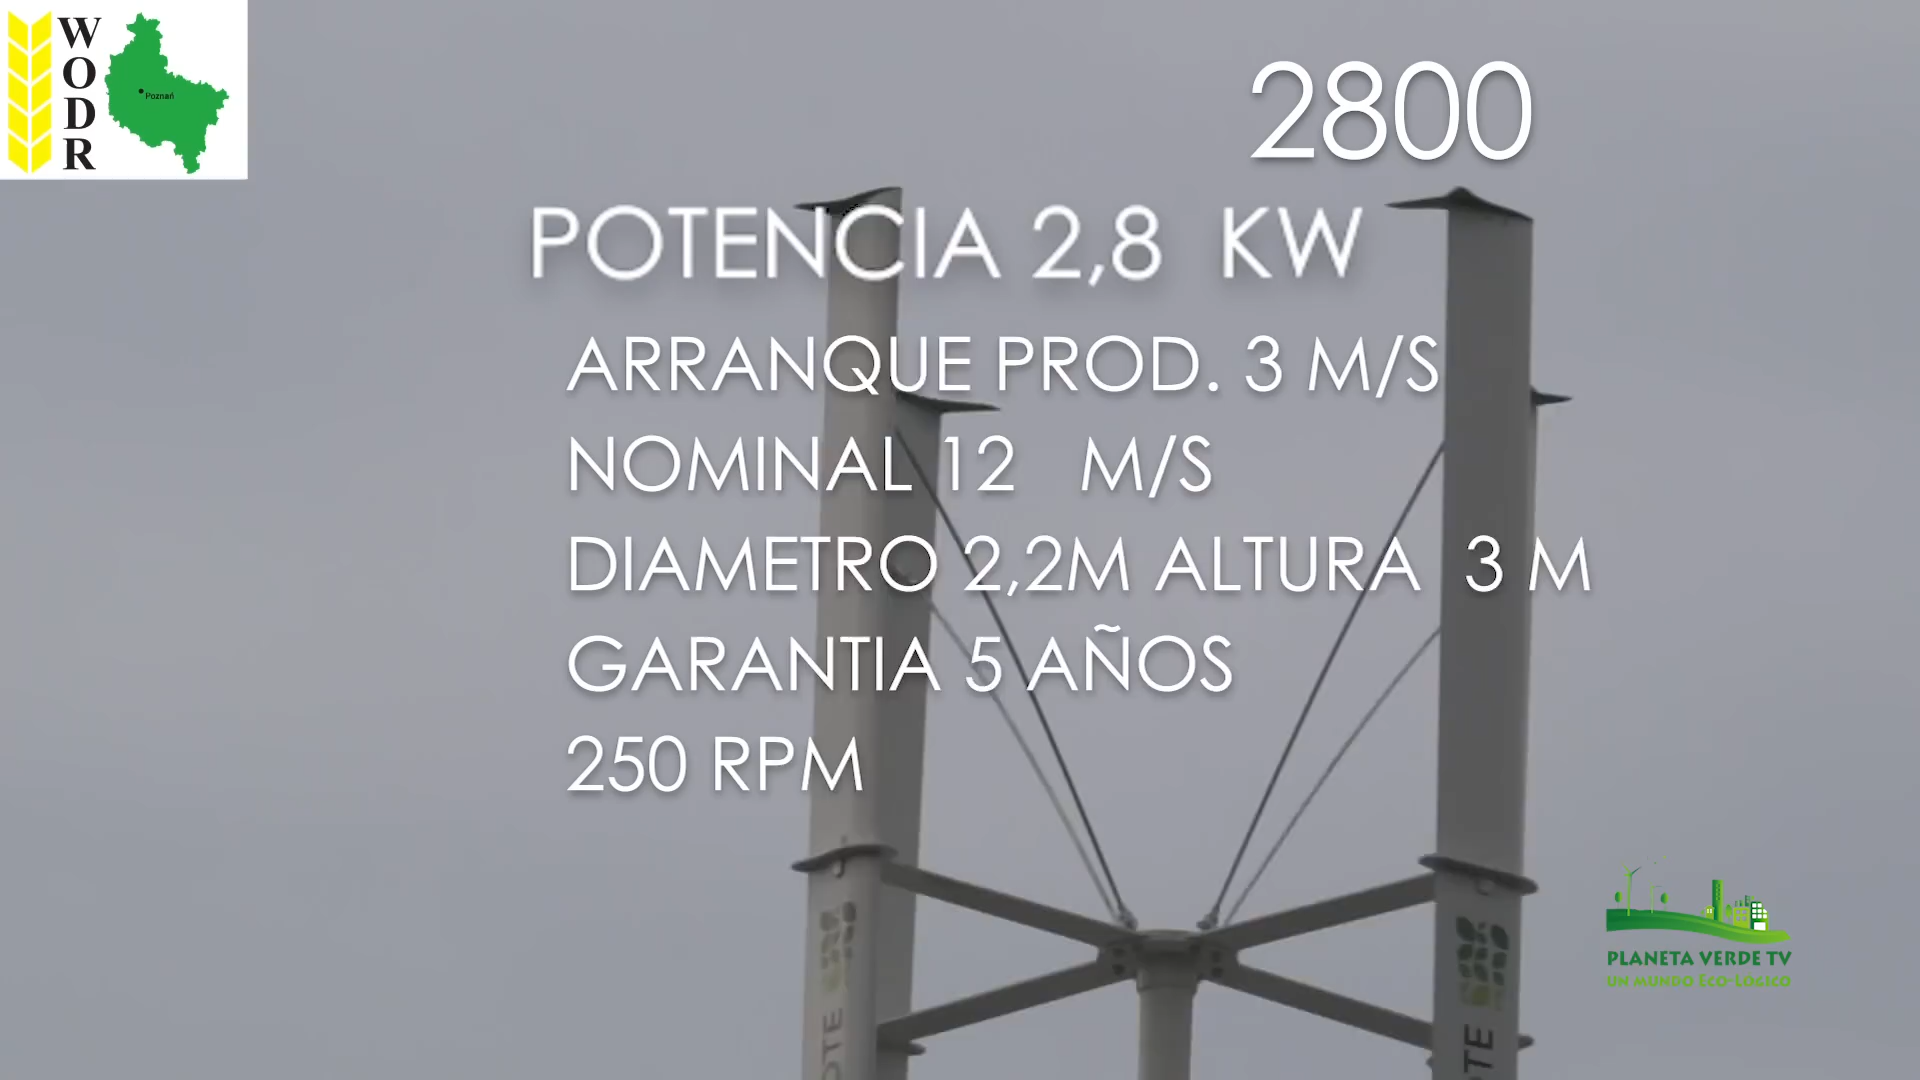 WODR
Poznań
2800
POTENCIA 2,8 KW
ARRANQUE PROD. 3 M/S
NOMINAL 12 M/S
DIAMETRO 2,2M ALTURA 3 M
GARANTIA 5 AÑOS
250 RPM
PLANETA VERDE TV
UN MUNDO ECO-LOGICO